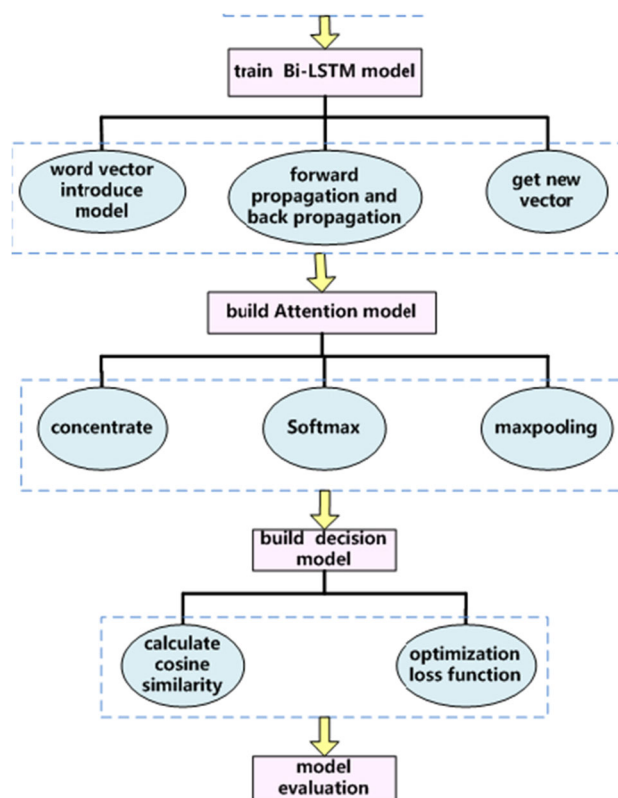 train Bi-LSTM model
word vector
introduce
model
forward
propagation and
back propagation
get new
vector
build Attention model
concentrate
Softmax
maxpooling
build decision
model
calculate
cosine
similarity
optimization
loss function
model
evaluation